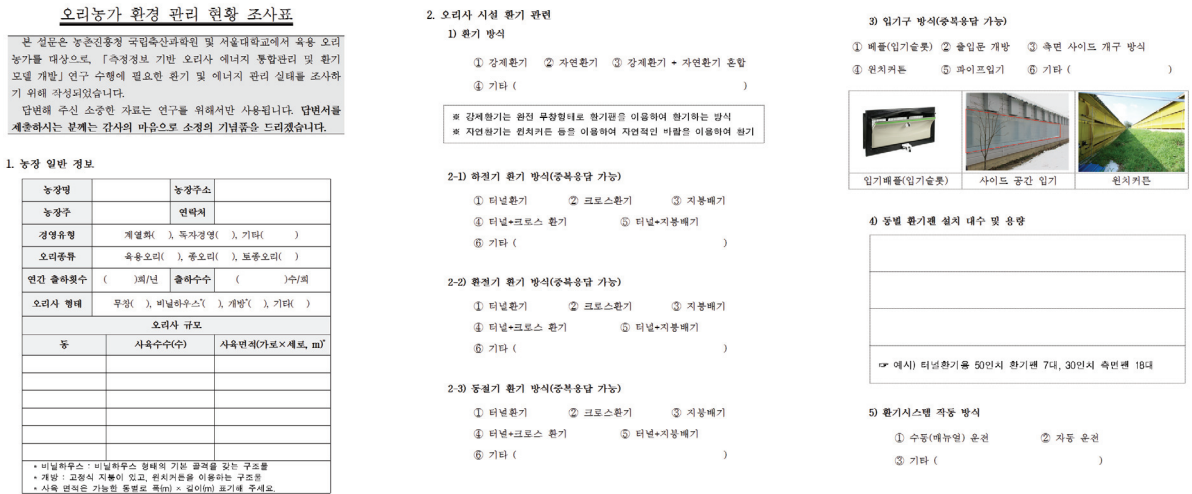 오리농가 환경 관리 현황 조사표
본 설문은 농촌진흥청 국립축산과학원 및 서울대학교에서 육용 오리
농가를 대상으로, 「측정정보 기반 오리사 에너지 통합관리 및 환기
모델 개발」연구 수행에 필요한 환기 및 에너지 관리 실태를 조사하
기 위해 작성되었습니다.
답변해 주신 소중한 자료는 연구를 위해서만 사용됩니다. 답변서를
제출하시는 분께는 감사의 마음으로 소정의 기념품을 드리겠습니다.
1. 농장 일반 정보
농장명 농장주소
농장주 연락처
경영유형 계열화( ), 독자경영( ), 기타( )
오리종류 육용오리( ), 종오리( ), 토종오리( )
연간 출하횟수 ( )회/년 출하수수 ( )수/회
오리사 형태 무창( ), 비닐하우스*( ), 개방*( ), 기타( )
오리사 규모
동 사육수수(수) 사육면적(가로×세로, m)*
* 비닐하우스 : 비닐하우스 형태의 기본 골격을 갖는 구조물
* 개방 : 고정식 지붕이 있고, 윈치커튼을 이용하는 구조물
* 사육 면적은 가능한 동별로 폭(m) × 길이(m) 표기해 주세요.
2. 오리사 시설 환기 관련
1) 환기 방식
① 강제환기 ② 자연환기 ③ 강제환기 + 자연환기 혼합
④ 기타 ( )
※ 강제환기는 완전 무창형태로 환기팬을 이용하여 환기하는 방식
※ 자연환기는 윈치커튼 등을 이용하여 자연적인 바람을 이용하여 환기
2-1) 하절기 환기 방식(중복응답 가능)
① 터널환기 ② 크로스환기 ③ 지붕배기
④ 터널+크로스 환기 ⑤ 터널+지붕배기
⑥ 기타 ( )
2-2) 환절기 환기 방식(중복응답 가능)
① 터널환기 ② 크로스환기 ③ 지붕배기
④ 터널+크로스 환기 ⑤ 터널+지붕배기
⑥ 기타 ( )
2-3) 동절기 환기 방식(중복응답 가능)
① 터널환기 ② 크로스환기 ③ 지붕배기
④ 터널+크로스 환기 ⑤ 터널+지붕배기
⑥ 기타 ( )
3) 입기구 방식(중복응답 가능)
① 배플(입기슬롯) ② 출입문 개방 ③ 측면 사이드 개구 방식
④ 윈치커튼 ⑤ 파이프입기 ⑥ 기타 ( )
입기배플(입기슬롯) 사이드 공간 입기 윈치커튼
4) 동별 환기팬 설치 대수 및 용량
☞ 예시) 터널환기용 50인치 환기팬 7대, 30인치 측면팬 18대
5) 환기시스템 작동 방식
① 수동(매뉴얼) 운전 ② 자동 운전
③ 기타 ( )